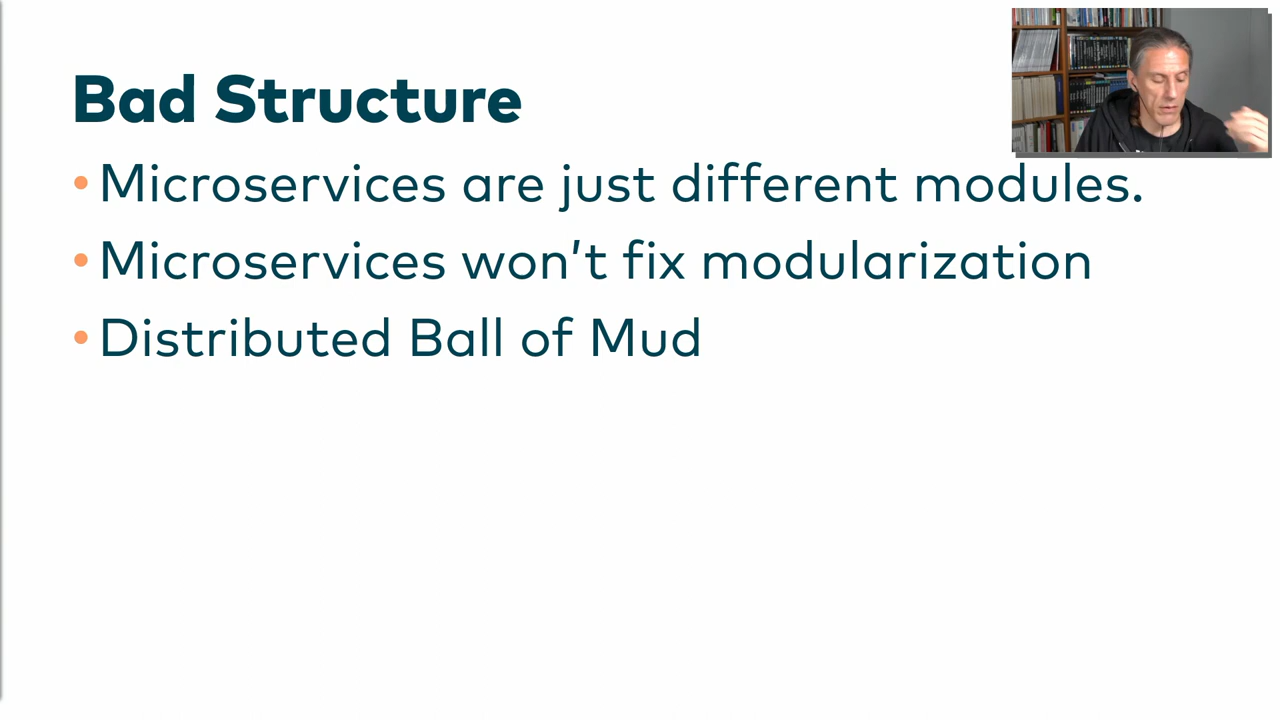 Bad Structure
• Microservices are just different modules.
• Microservices won’t fix modularization
• Distributed Ball of Mud